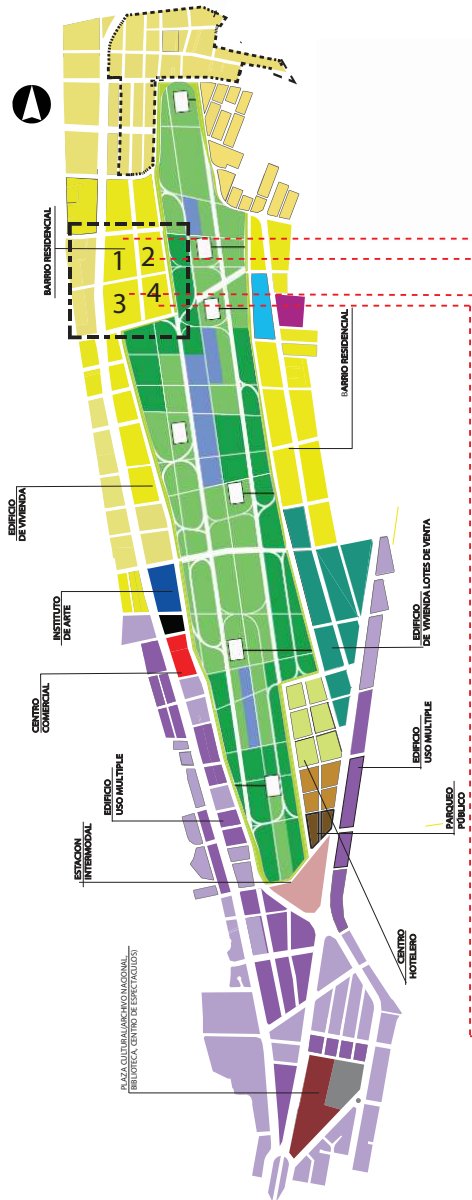 BARRIO RESIDENCIAL
1
2
3
4
BARRIO RESIDENCIAL
EDIFICIO
DE VIVIENDA
INSTITUTO
DE ARTE
EDIFICIO
DE VIVIENDA LOTES DE VENTA
CENTRO
COMERCIAL
EDIFICIO
USO MULTIPLE
EDIFICIO
USO MULTIPLE
PARQUEO
PÚBLICO
ESTACION
INTERMODAL
CENTRO
HOTELERO
PLAZA CULTURAL(ARCHIVO NACIONAL,
BIBLIOTECA, CENTRO DE ESPECTACULOS)